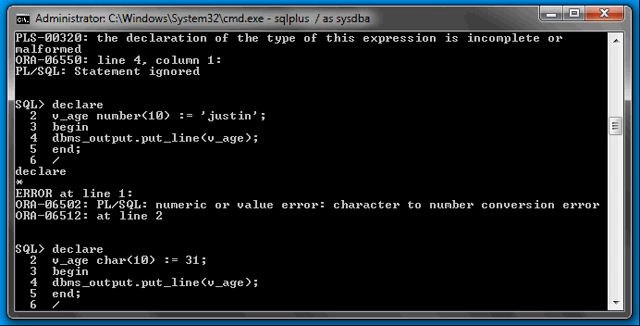 Administrator: C:\Windows\System32\cmd.exe - sqlplus / as sysdba
PLS-00320: the declaration of the type of this expression is incomplete or
malformed
ORA-06550: line 4, column 1:
PL/SQL: Statement ignored
SQL> declare
2 v_age number(10) := 'justin';
3 begin
4 dbms_output.put_line(v_age);
5 end;
6 /
declare
*
ERROR at line 1:
ORA-06502: PL/SQL: numeric or value error: character to number conversion error
ORA-06512: at line 2
SQL> declare
2 v_age char(10) := 31;
3 begin
4 dbms_output.put_line(v_age);
5 end;
6 /